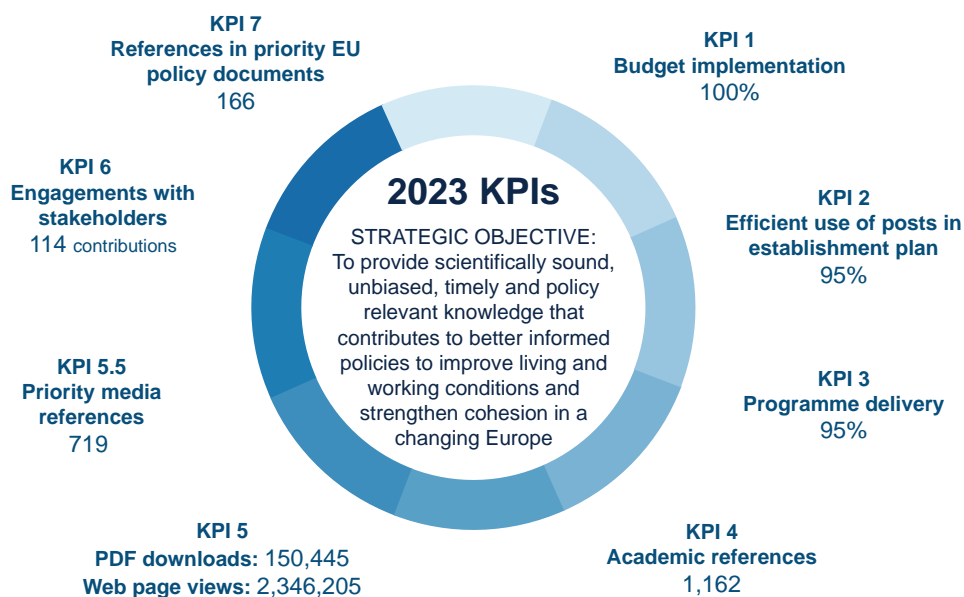 2023 KPIs
STRATEGIC OBJECTIVE:
To provide scientifically sound,
unbiased, timely and policy
relevant knowledge that
contributes to better informed
policies to improve living and
working conditions and
strengthen cohesion in a
changing Europe
KPI 1
Budget implementation
100%
KPI 2
Efficient use of posts in
establishment plan
95%
KPI 3
Programme delivery
95%
KPI 4
Academic references
1,162
KPI 5
PDF downloads: 150,445
Web page views: 2,346,205
KPI 5.5
Priority media
references
719
KPI 6
Engagements with
stakeholders
114 contributions
KPI 7
References in priority EU
policy documents
166